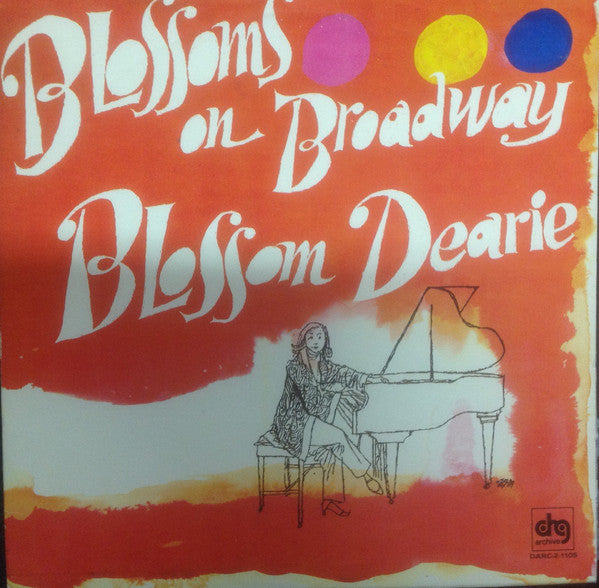 Blossoms
on Broadway
Blossom Dearie
drg
archive
DARC-2-1105